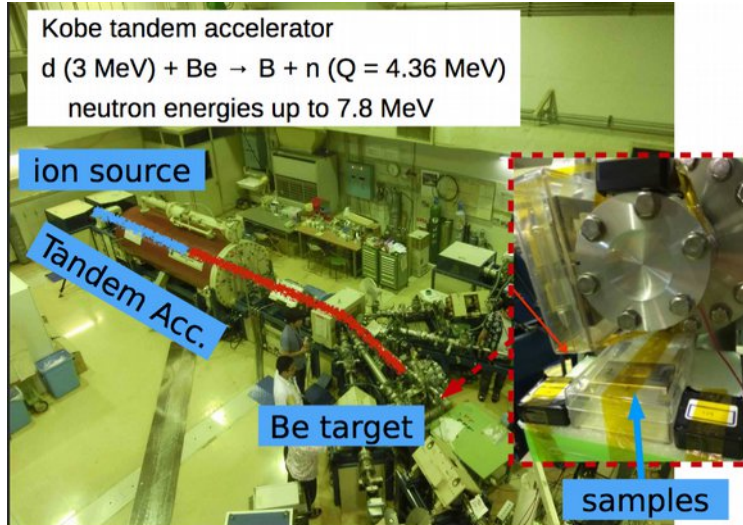 Kobe tandem accelerator
d (3 MeV) + Be → B + n (Q = 4.36 MeV)
neutron energies up to 7.8 MeV
ion source
Tandem Acc.
Be target
samples